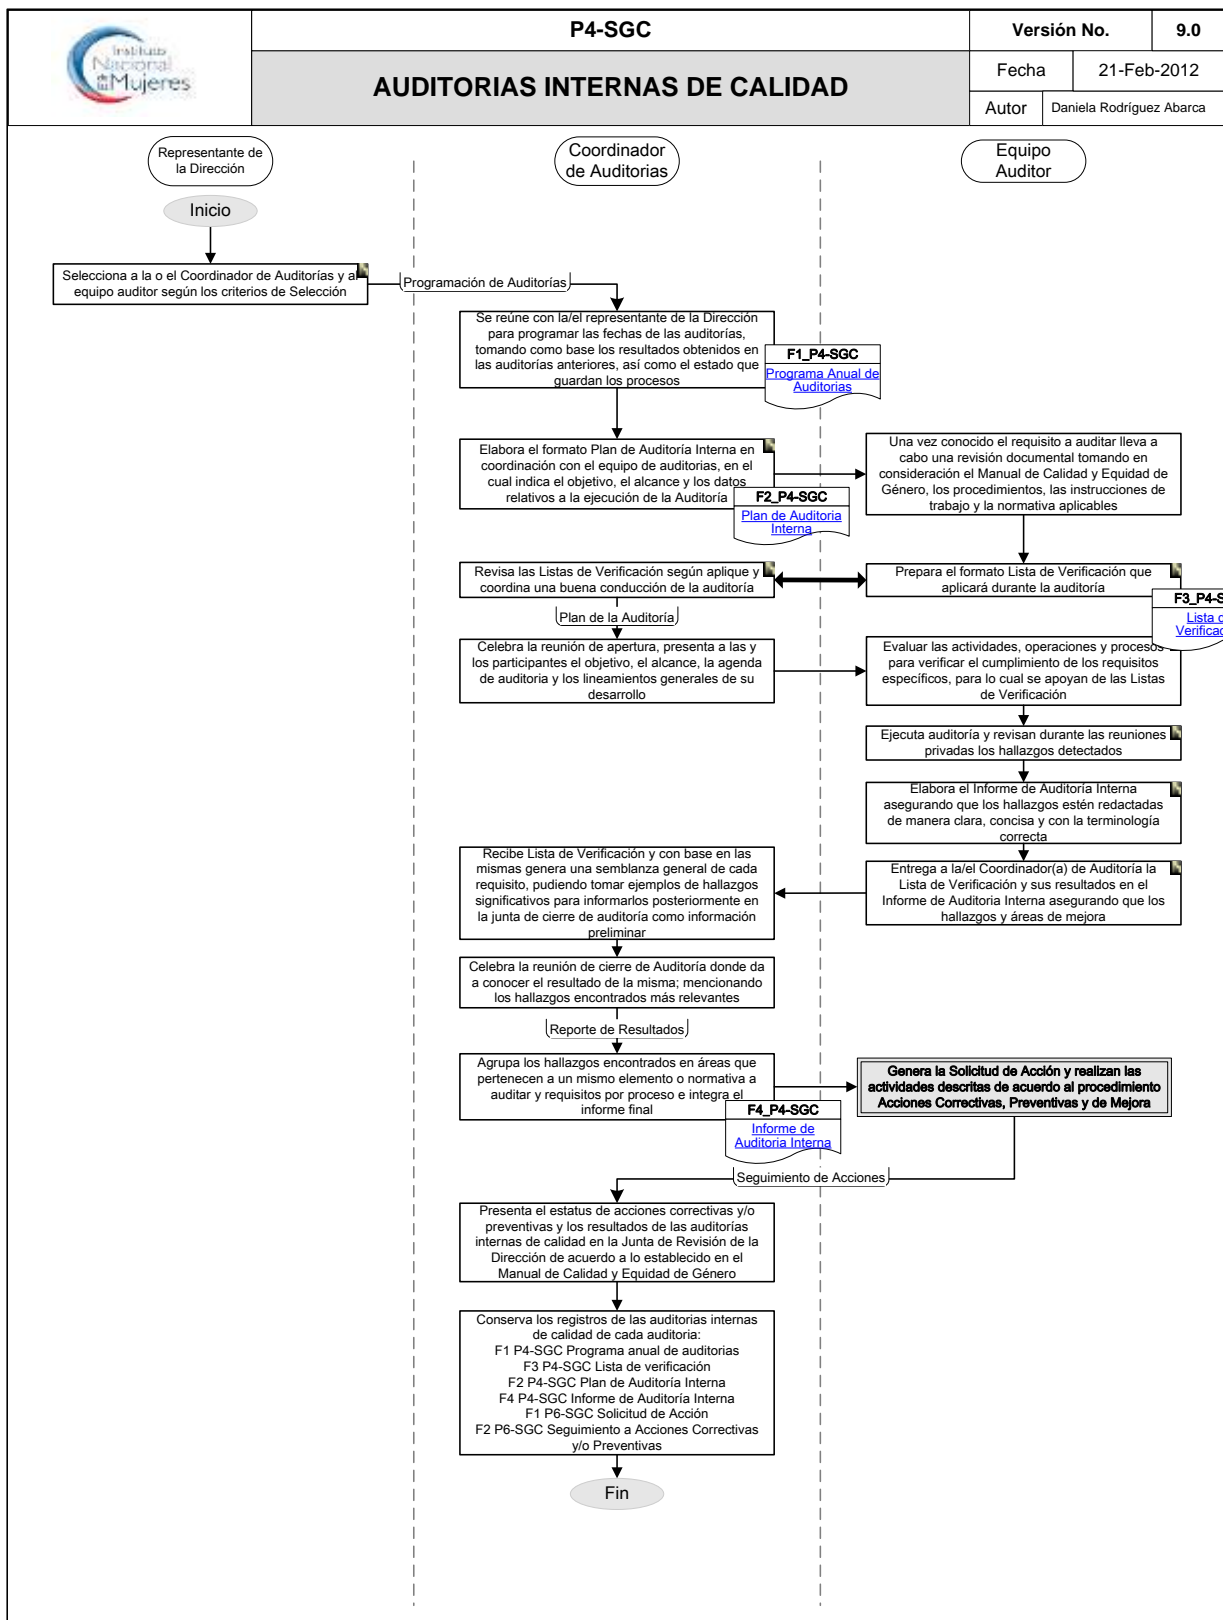 Instituto
Nacional
de las Mujeres
P4-SGC
AUDITORIAS INTERNAS DE CALIDAD
Versión No.
9.0
Fecha
21-Feb-2012
Autor
Daniela Rodríguez Abarca
Representante de
la Dirección
Coordinador
de Auditorias
Equipo
Auditor
Inicio
Selecciona a la o el Coordinador de Auditorías y al
equipo auditor según los criterios de Selección
Programación de Auditorías
Se reúne con la/el representante de la Dirección
para programar las fechas de las auditorías,
tomando como base los resultados obtenidos en
las auditorías anteriores, así como el estado que
guardan los procesos
F1_P4-SGC
Programa Anual de
Auditorias
Elabora el formato Plan de Auditoría Interna en
coordinación con el equipo de auditorias, en el
cual indica el objetivo, el alcance y los datos
relativos a la ejecución de la Auditoría
F2_P4-SGC
Plan de Auditoria
Interna
Una vez conocido el requisito a auditar lleva a
cabo una revisión documental tomando en
consideración el Manual de Calidad y Equidad de
Género, los procedimientos, las instrucciones de
trabajo y la normativa aplicables
Revisa las Listas de Verificación según aplique y
coordina una buena conducción de la auditoría
Prepara el formato Lista de Verificación que
aplicará durante la auditoría
F3_P4-S
Lista d
Verificac
Plan de la Auditoría
Celebra la reunión de apertura, presenta a las y
los participantes el objetivo, el alcance, la agenda
de auditoria y los lineamientos generales de su
desarrollo
Evaluar las actividades, operaciones y procesos
para verificar el cumplimiento de los requisitos
específicos, para lo cual se apoyan de las Listas
de Verificación
Ejecuta auditoría y revisan durante las reuniones
privadas los hallazgos detectados
Elabora el Informe de Auditoría Interna
asegurando que los hallazgos estén redactadas
de manera clara, concisa y con la terminología
correcta
Recibe Lista de Verificación y con base en las
mismas genera una semblanza general de cada
requisito, pudiendo tomar ejemplos de hallazgos
significativos para informarlos posteriormente en
la junta de cierre de auditoría como información
preliminar
Entrega a la/el Coordinador(a) de Auditoría la
Lista de Verificación y sus resultados en el
Informe de Auditoria Interna asegurando que los
hallazgos y áreas de mejora
Celebra la reunión de cierre de Auditoría donde da
a conocer el resultado de la misma; mencionando
los hallazgos encontrados más relevantes
Reporte de Resultados
Agrupa los hallazgos encontrados en áreas que
pertenecen a un mismo elemento o normativa a
auditar y requisitos por proceso e integra el
informe final
F4_P4-SGC
Informe de
Auditoria Interna
Genera la Solicitud de Acción y realizan las
actividades descritas de acuerdo al procedimiento
Acciones Correctivas, Preventivas y de Mejora
Seguimiento de Acciones
Presenta el estatus de acciones correctivas y/o
preventivas y los resultados de las auditorías
internas de calidad en la Junta de Revisión de la
Dirección de acuerdo a lo establecido en el
Manual de Calidad y Equidad de Género
Conserva los registros de las auditorias internas
de calidad de cada auditoria:
F1 P4-SGC Programa anual de auditorias
F3 P4-SGC Lista de verificación
F2 P4-SGC Plan de Auditoría Interna
F4 P4-SGC Informe de Auditoría Interna
F1 P6-SGC Solicitud de Acción
F2 P6-SGC Seguimiento a Acciones Correctivas
y/o Preventivas
Fin